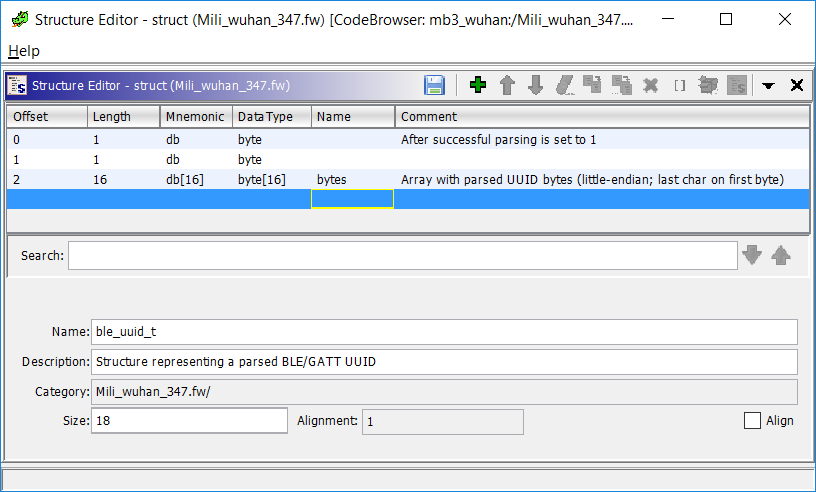 Structure Editor - struct (Mili_wuhan_347.fw) [CodeBrowser: mb3_wuhan:/Mili_wuhan_347....
Help
Structure Editor - struct (Mili_wuhan_347.fw)
Offset Length Mnemonic DataType Name Comment
0 1 db byte After successful parsing is set to 1
1 1 db byte
2 16 db[16] byte[16] bytes Array with parsed UUID bytes (little-endian; last char on first byte)
Search:
Name: ble_uuid_t
Description: Structure representing a parsed BLE/GATT UUID
Category: Mili_wuhan_347.fw/
Size: 18 Alignment: 1 Align